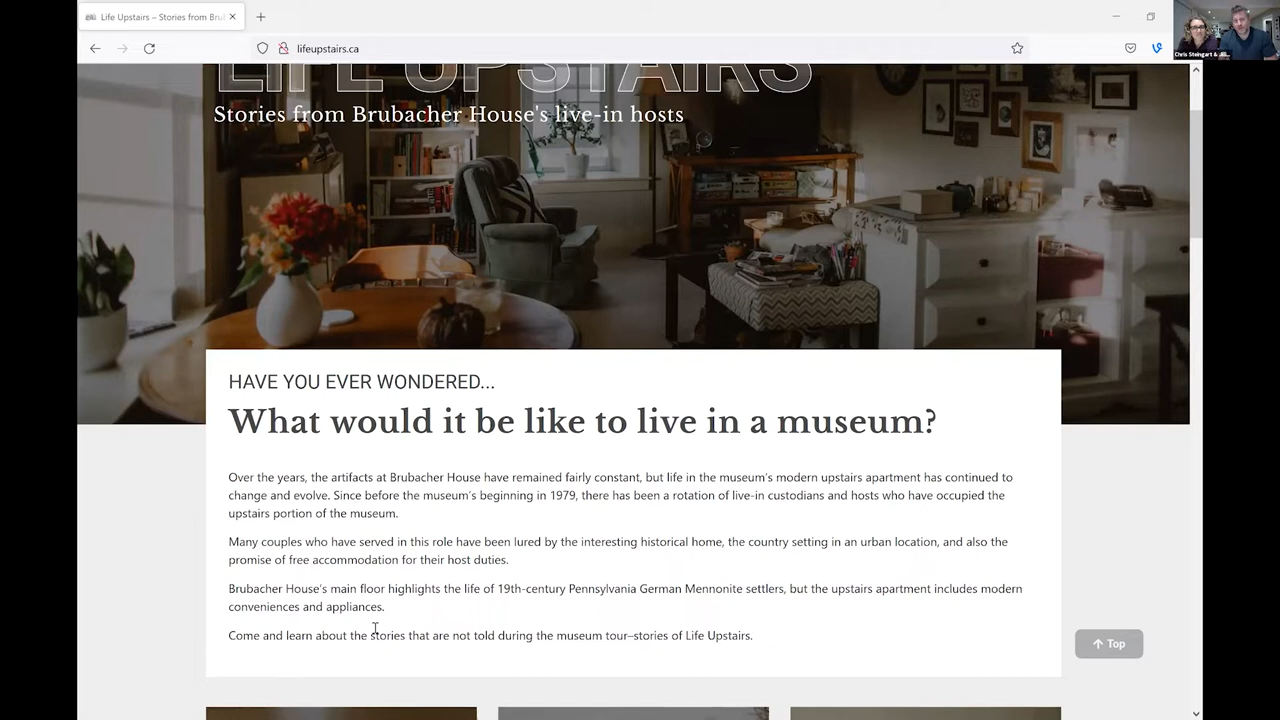 Life Upstairs – Stories from Bru
lifeupstairs.ca
Chris Steingart &
LIFE UPSTAIRS
Stories from Brubacher House's live-in hosts
HAVE YOU EVER WONDERED...
What would it be like to live in a museum?
Over the years, the artifacts at Brubacher House have remained fairly constant, but life in the museum's modern upstairs apartment has continued to
change and evolve. Since before the museum's beginning in 1979, there has been a rotation of live-in custodians and hosts who have occupied the
upstairs portion of the museum.
Many couples who have served in this role have been lured by the interesting historical home, the country setting in an urban location, and also the
promise of free accommodation for their host duties.
Brubacher House's main floor highlights the life of 19th-century Pennsylvania German Mennonite settlers, but the upstairs apartment includes modern
conveniences and appliances.
Come and learn about the stories that are not told during the museum tour–stories of Life Upstairs.
Top